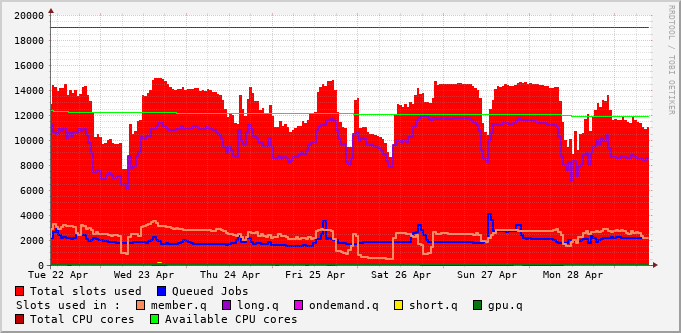 20000
18000
16000
14000
12000
10000
8000
6000
4000
2000
0
Tue 22 Apr Wed 23 Apr Thu 24 Apr Fri 25 Apr Sat 26 Apr Sun 27 Apr Mon 28 Apr
Total slots used Queued Jobs
Slots used in : member.q long.q ondemand.q short.q gpu.q
Total CPU cores Available CPU cores
RRDTOOL / TOBI OETIKER